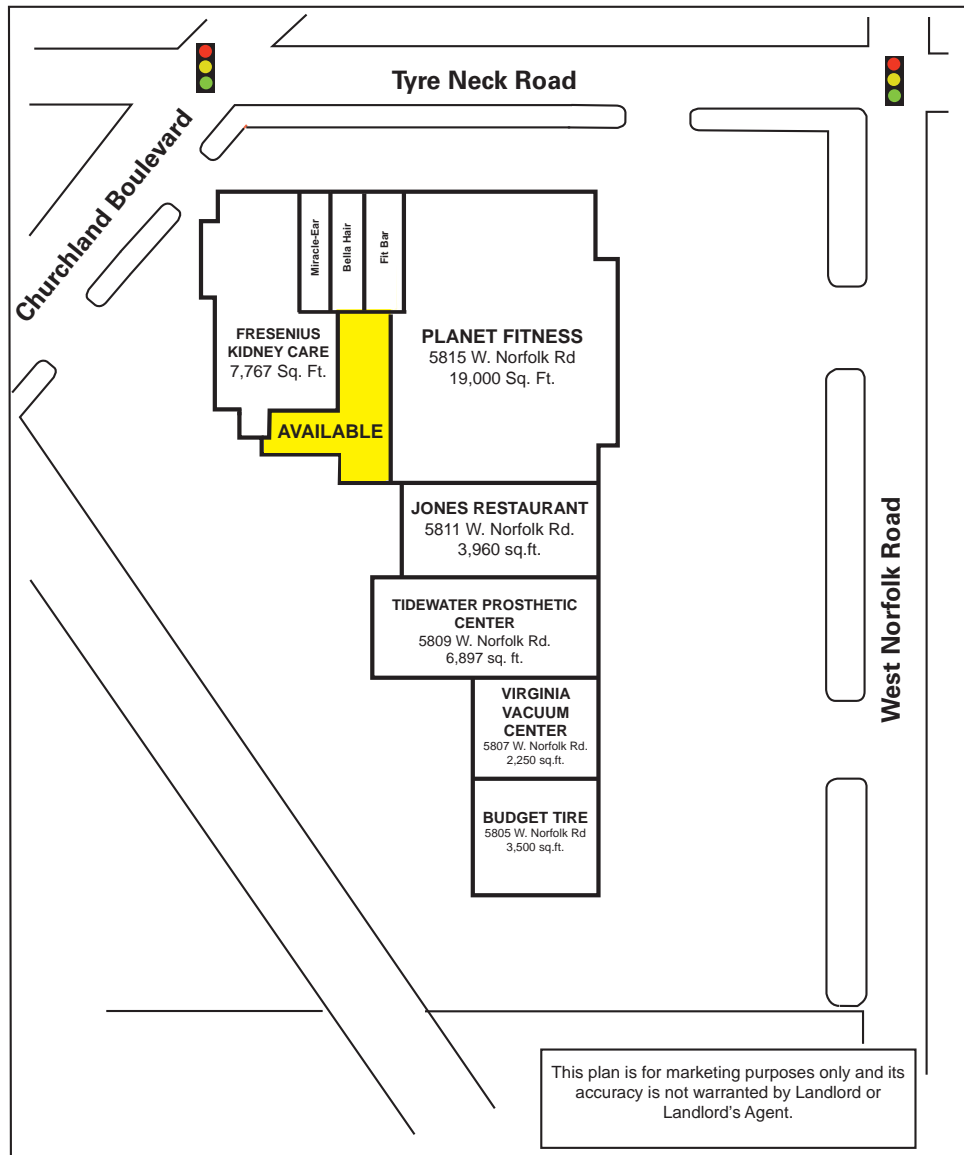 Tyre Neck Road
Churchland Boulevard
Miracle-Ear
Bella Hair
Fit Bar
FRESENIUS
KIDNEY CARE
7,767 Sq. Ft.
PLANET FITNESS
5815 W. Norfolk Rd
19,000 Sq. Ft.
AVAILABLE
JONES RESTAURANT
5811 W. Norfolk Rd.
3,960 sq.ft.
West Norfolk Road
TIDEWATER PROSTHETIC
CENTER
5809 W. Norfolk Rd.
6,897 sq. ft.
VIRGINIA
VACUUM
CENTER
5807 W. Norfolk Rd.
2,250 sq.ft.
BUDGET TIRE
5805 W. Norfolk Rd
3,500 sq.ft.
This plan is for marketing purposes only and its
accuracy is not warranted by Landlord or
Landlord's Agent.